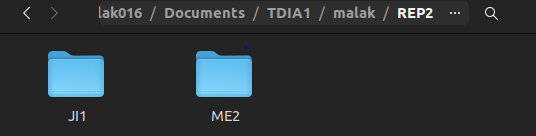 lak016 / Documents / TDIA1 / malak / REP2 ...
JI1 ME2